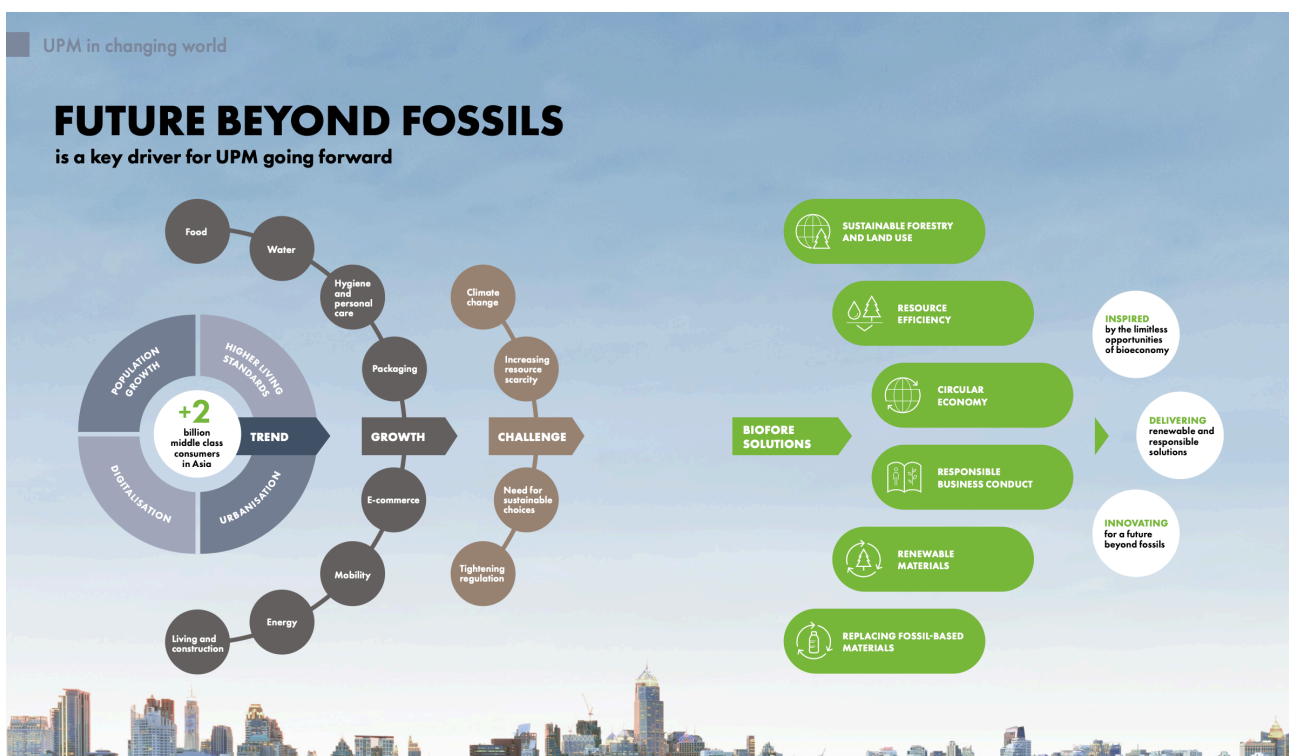 UPM in changing world
FUTURE BEYOND FOSSILS
is a key driver for UPM going forward
POPULATION
GROWTH
HIGHER LIVING
STANDARDS
DIGITALISATION
URBANISATION
+2
billion
middle class
consumers
in Asia
TREND
Food
Water
Hygiene
and
personal
care
Packaging
GROWTH
E-commerce
Mobility
Energy
Living and
construction
Climate
change
Increasing
resource
scarcity
CHALLENGE
Need for
sustainable
choices
Tightening
regulation
BIOFORE
SOLUTIONS
SUSTAINABLE FORESTRY
AND LAND USE
RESOURCE
EFFICIENCY
CIRCULAR
ECONOMY
RESPONSIBLE
BUSINESS CONDUCT
RENEWABLE
MATERIALS
REPLACING FOSSIL-BASED
MATERIALS
INSPIRED
by the limitless
opportunities
of bioeconomy
DELIVERING
renewable and
responsible
solutions
INNOVATING
for a future
beyond fossils